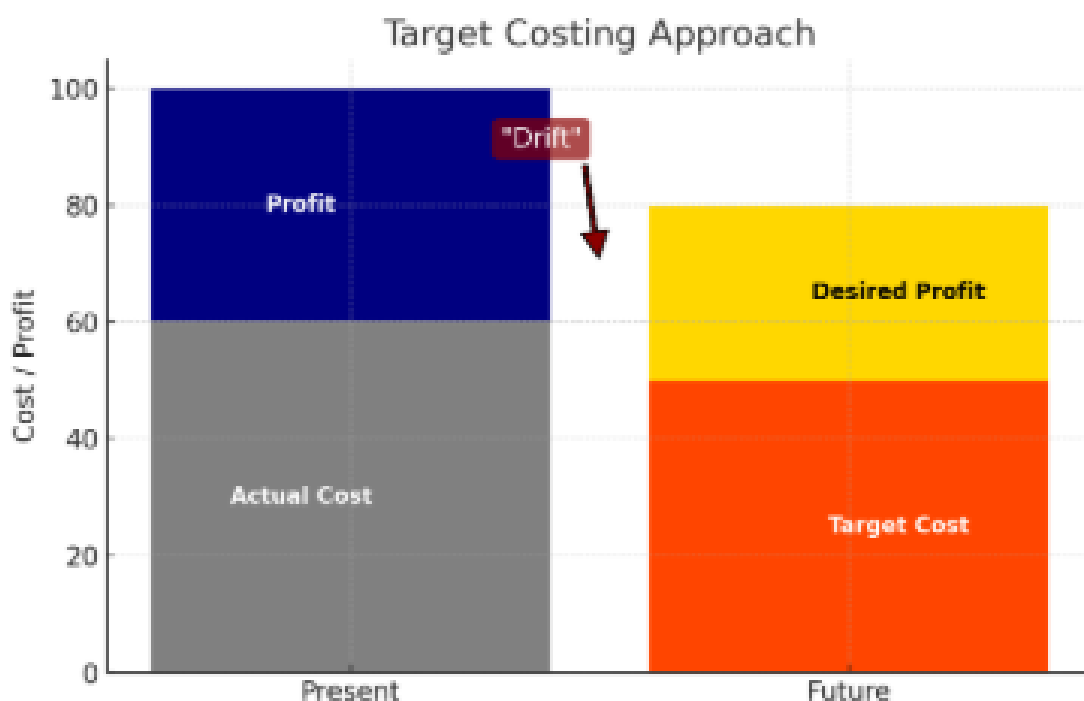 Target Costing Approach
100
"Drift"
80
Profit
Desired Profit
60
Cost / Profit
40
Actual Cost
Target Cost
20
0
Present
Future